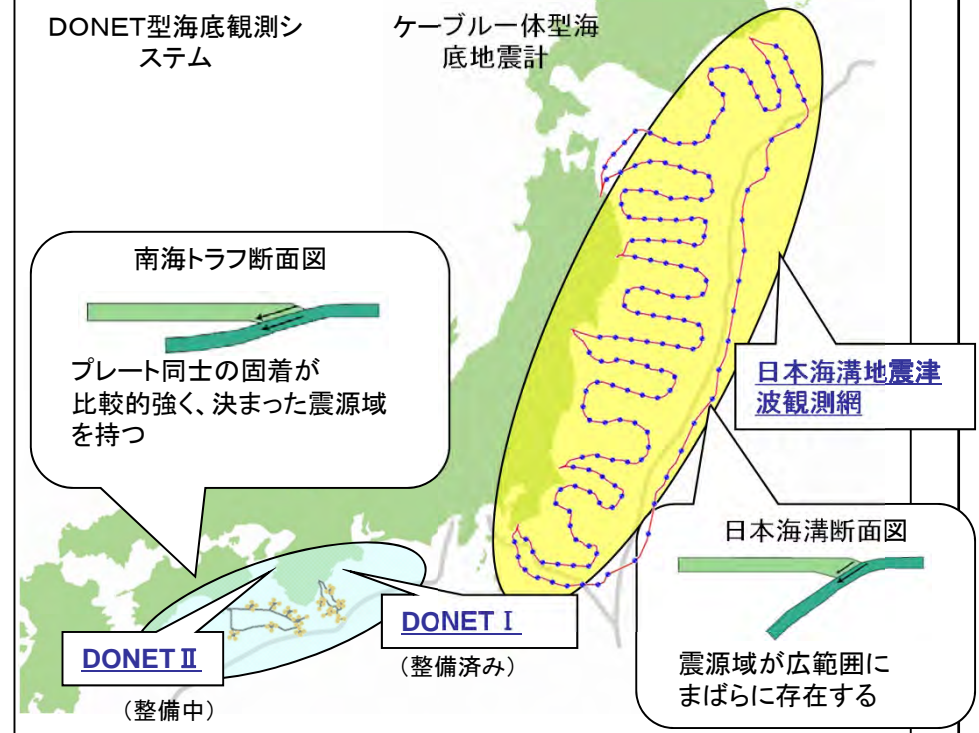 DONET型海底観測シ
ステム
ケーブル一体型海
底地震計
南海トラフ断面図
プレート同士の固着が
比較的強く、決まった震源域
を持つ
日本海溝地震津
波観測網
日本海溝断面図
震源域が広範囲に
まばらに存在する
DONETⅠ
(整備済み)
DONETⅡ
(整備中)